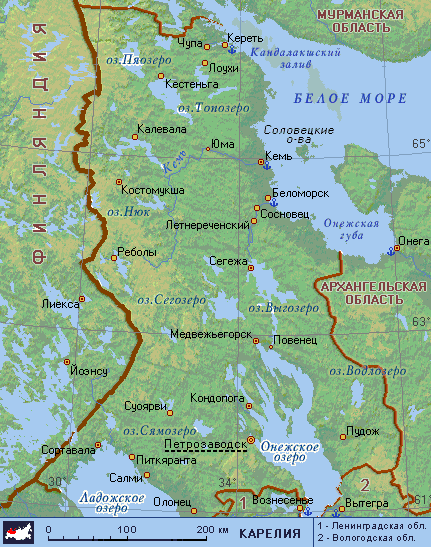 МУРМАНСКАЯ
ОБЛАСТЬ
Кереть
Чупа
Кандалакшский
залив
оз.Пяозеро
Лоухи
Кестеньга
БЕЛОЕ МОРЕ
оз.Топозеро
ФИНЛЯНДИЯ
Калевала
Соловецкие
о-ва
Юма
65°
Кемь
Кемь
Костомукша
Беломорск
оз.Нюк
Сосновец
Летнереченский
Онежская
губа
Онега
Реболы
Сегежа
АРХАНГЕЛЬСКАЯ
ОБЛАСТЬ
Лиекса
оз.Сегозеро
оз.Выгозеро
63°
Медвежьегорск
Повенец
Йоэнсу
оз.Водлозеро
Суоярви
Кондопога
оз.Сямозеро
Пудож
Петрозаводск
Сортавала
Онежское
озеро
Питкяранта
Салми
30°
34°
2
61°
Ладожское
озеро
Олонец
1
Вознесенье
Вытегра
0 100 200 км
КАРЕЛИЯ
1 - Ленинградская обл.
2 - Вологодская обл.